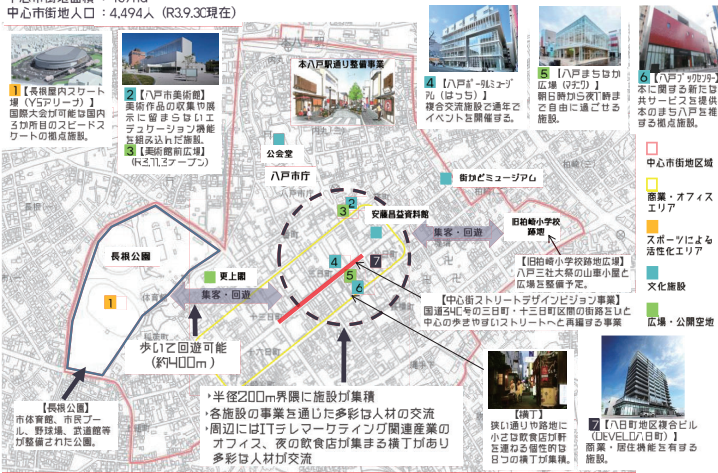 中心市街地人口：4,494人（R3.9.30現在）
1【長根屋内スケート
場（YSアリーナ）】
国際大会が可能な国内
3か所目のスピードス
ケートの拠点施設。
2【八戸市美術館】
美術作品の収集や展
示に留まらないエ
デュケーション機能
を組み込んだ施設。
3【美術館前広場】
（R3.11.3オープン）
本八戸駅通り整備事業
4【八戸ポータルミュージ
アム（はっち）】
複合交流施設で通年で
イベントを開催する。
5【八戸まちなか
広場（マチニワ）】
朝6時から夜11時ま
で自由に過ごせる
施設。
6【八戸ブックセンター】
本に関する新たな公
共サービスを提供
本のまち八戸を推
する拠点施設。
中心市街地区域
商業・オフィス
エリア
スポーツによる
活性化エリア
文化施設
広場・公開空地
公会堂
八戸市庁
街かどミュージアム
安藤昌益資料館
旧柏崎小学校
跡地
集客・回遊
【旧柏崎小学校跡地広場】
八戸三社大祭の山車小屋と
広場を整備予定。
長根公園
更上閣
集客・回遊
体育館
1
2
3
4
5
6
7
三日町
十三日町
十六日町
【中心街ストリートデザインビジョン事業】
国道340号の三日町・十三日町区間の街路をひと
中心の歩きやすいストリートへと再編する事業
歩いて回遊可能
（約400m）
【長根公園】
市体育館、市民プー
ル、野球場、武道館等
が整備された公園。
・半径200m界隈に施設が集積
・各施設の事業を通じた多彩な人材の交流
・周辺にはITテレマーケティング関連産業の
オフィス、夜の飲食店が集まる横丁があり
多彩な人材が交流
【横丁】
狭い通りや路地に
小さな飲食店が軒
を連ねる個性的な
8つの横丁が集積。
7【八日町地区複合ビル
（DEVELD八日町）】
商業・居住機能を有する
施設。